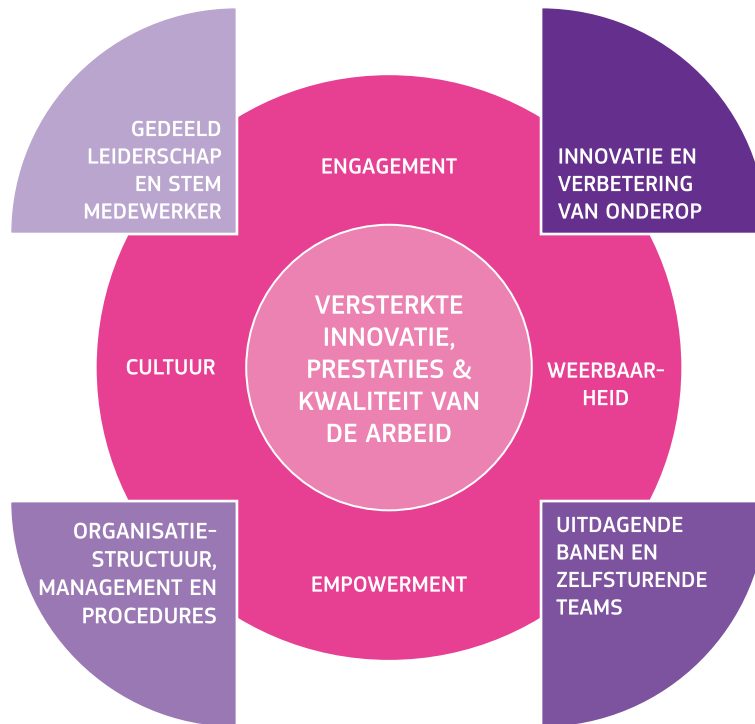 GEDEELD
LEIDERSCHAP
EN STEM
MEDEWERKER
ENGAGEMENT
INNOVATIE EN
VERBETERING
VAN ONDEROP
CULTUUR
VERSTERKTE
INNOVATIE,
PRESTATIES &
KWALITEIT VAN
DE ARBEID
WEERBAAR-
HEID
ORGANISATIE-
STRUCTUUR,
MANAGEMENT EN
PROCEDURES
EMPOWERMENT
UITDAGENDE
BANEN EN
ZELFSTURENDE
TEAMS